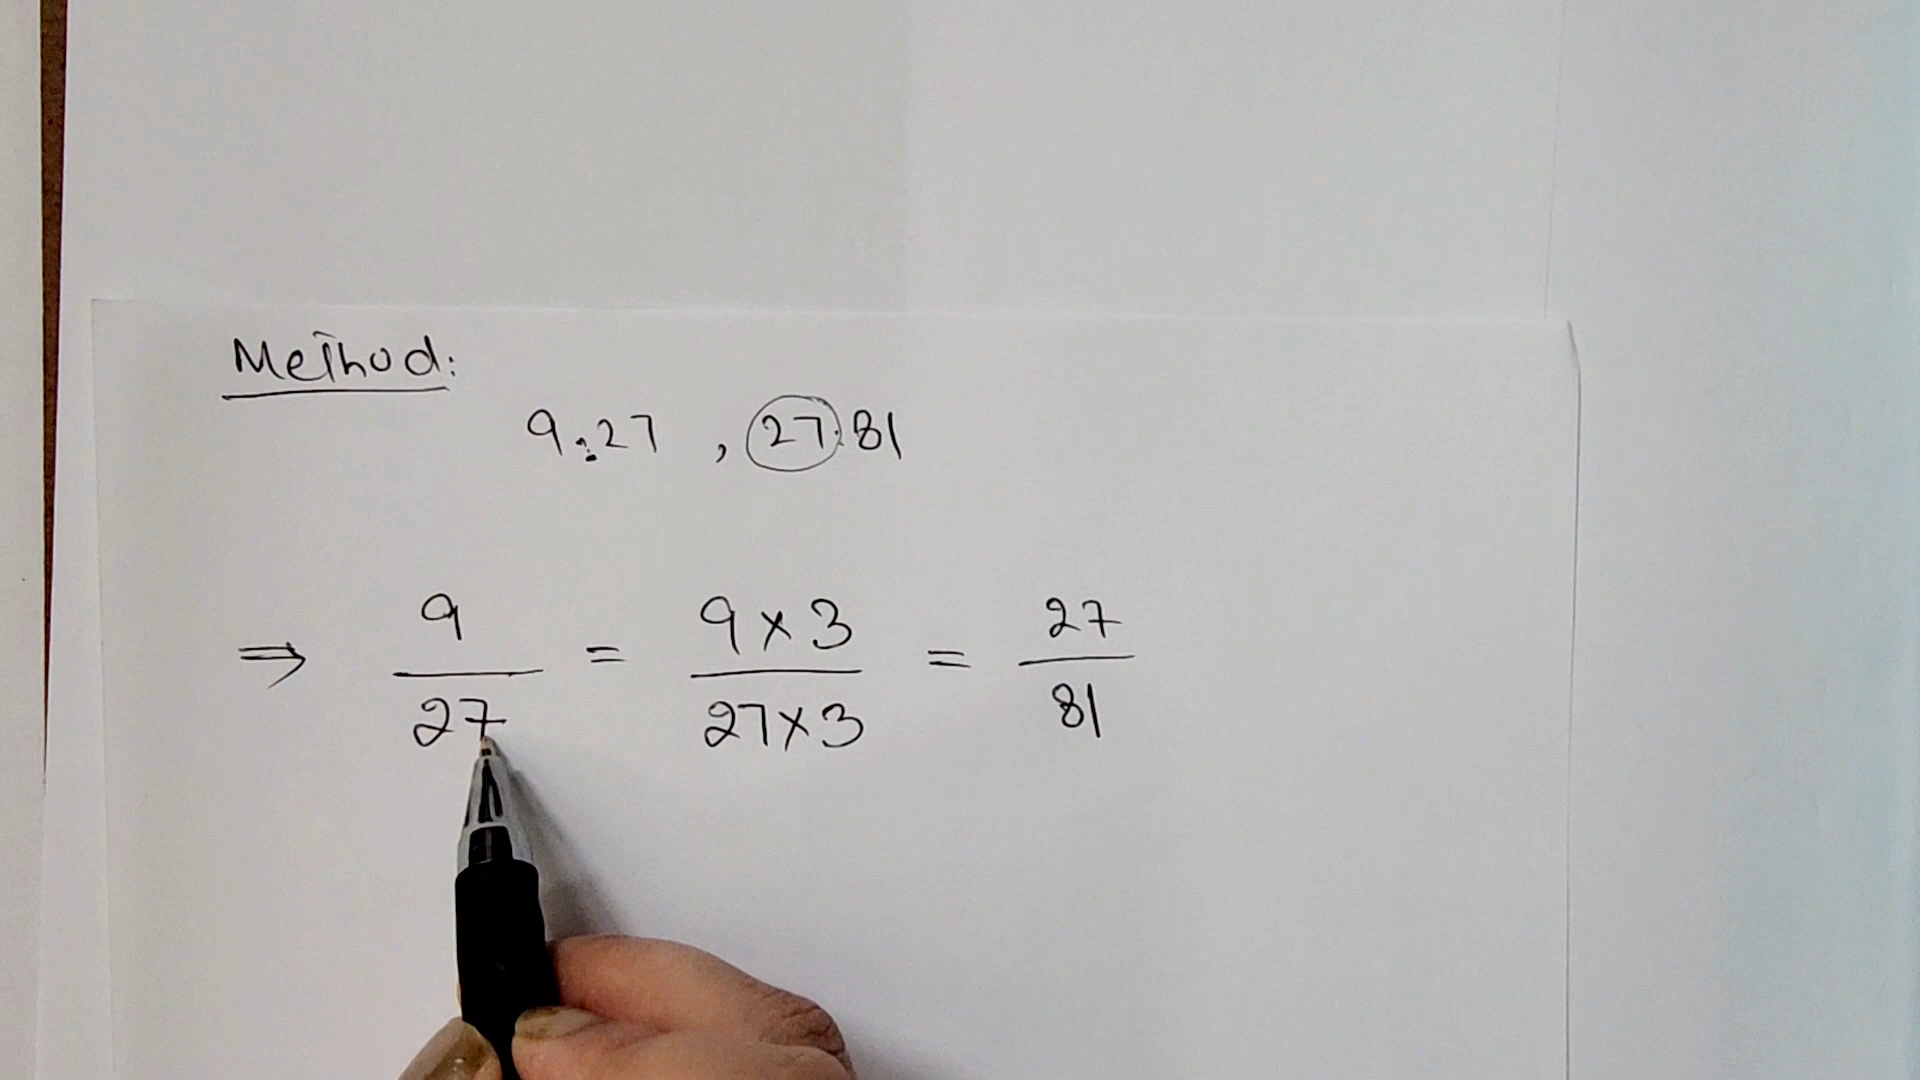 Method:
9:27 , 27:81
⇒ 9/27 = 9×3/27×3 = 27/81